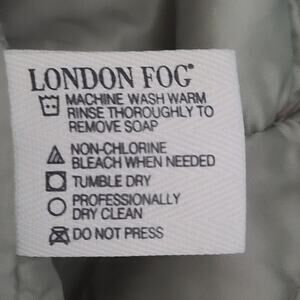 LONDON FOG®
MACHINE WASH WARM
RINSE THOROUGHLY TO
REMOVE SOAP
NON-CHLORINE
BLEACH WHEN NEEDED
TUMBLE DRY
PROFESSIONALLY
DRY CLEAN
DO NOT PRESS